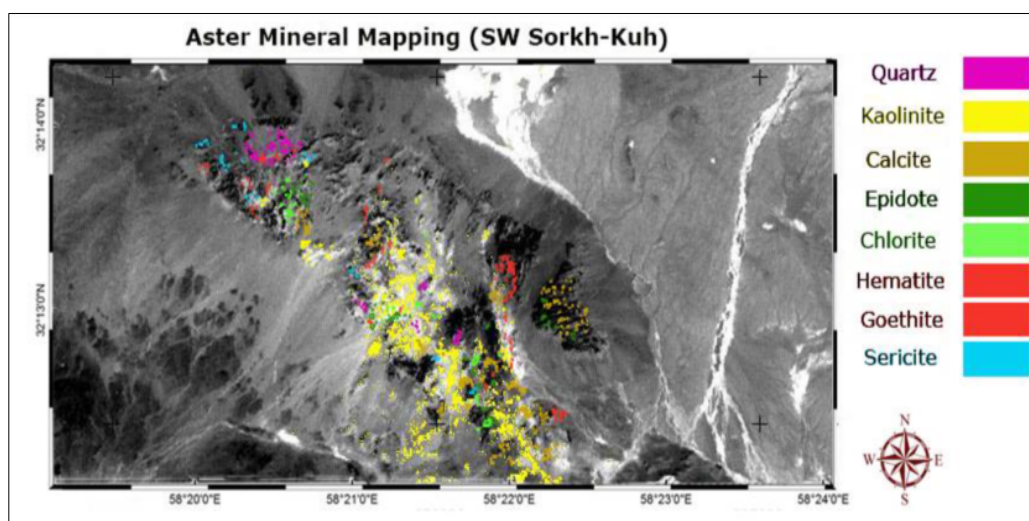 Aster Mineral Mapping (SW Sorkh-Kuh)
Quartz
Kaolinite
Calcite
Epidote
Chlorite
Hematite
Goethite
Sericite
32°14'0"N
32°13'0"N
58°20'0"E
58°21'0"E
58°22'0"E
58°23'0"E
58°24'0"E
N
W
E
S